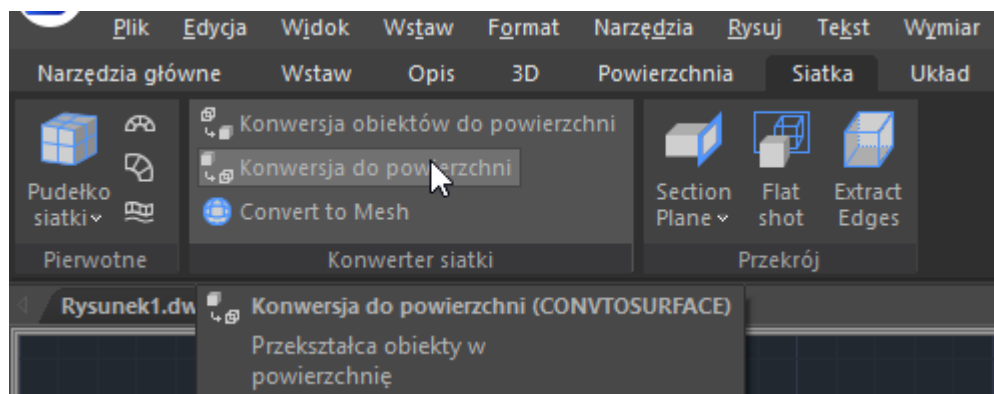 Plik Edycja Widok Wstaw Format Narzędzia Rysuj Tekst Wymiar
Narzędzia główne Wstaw Opis 3D Powierzchnia Siatka Układ
Konwersja obiektów do powierzchni
Konwersja do powierzchni
Convert to Mesh
Pudełko
siatki
Section
Plane
Flat
shot
Extract
Edges
Pierwotne Konwerter siatki Przekrój
Rysunek1.dw
Konwersja do powierzchni (CONVTOSURFACE)
Przekształca obiekty w
powierzchnię